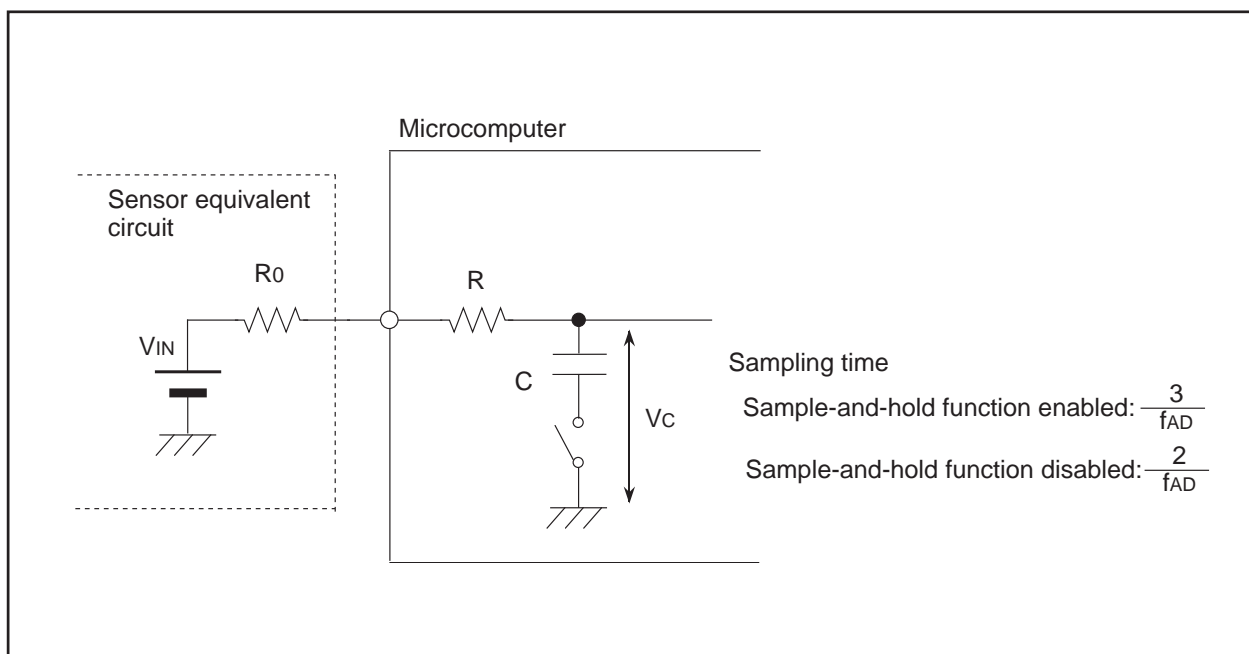 Microcomputer
Sensor equivalent
circuit
R0
R
VIN
C
VC
Sampling time
Sample-and-hold function enabled: 3/fAD
Sample-and-hold function disabled: 2/fAD